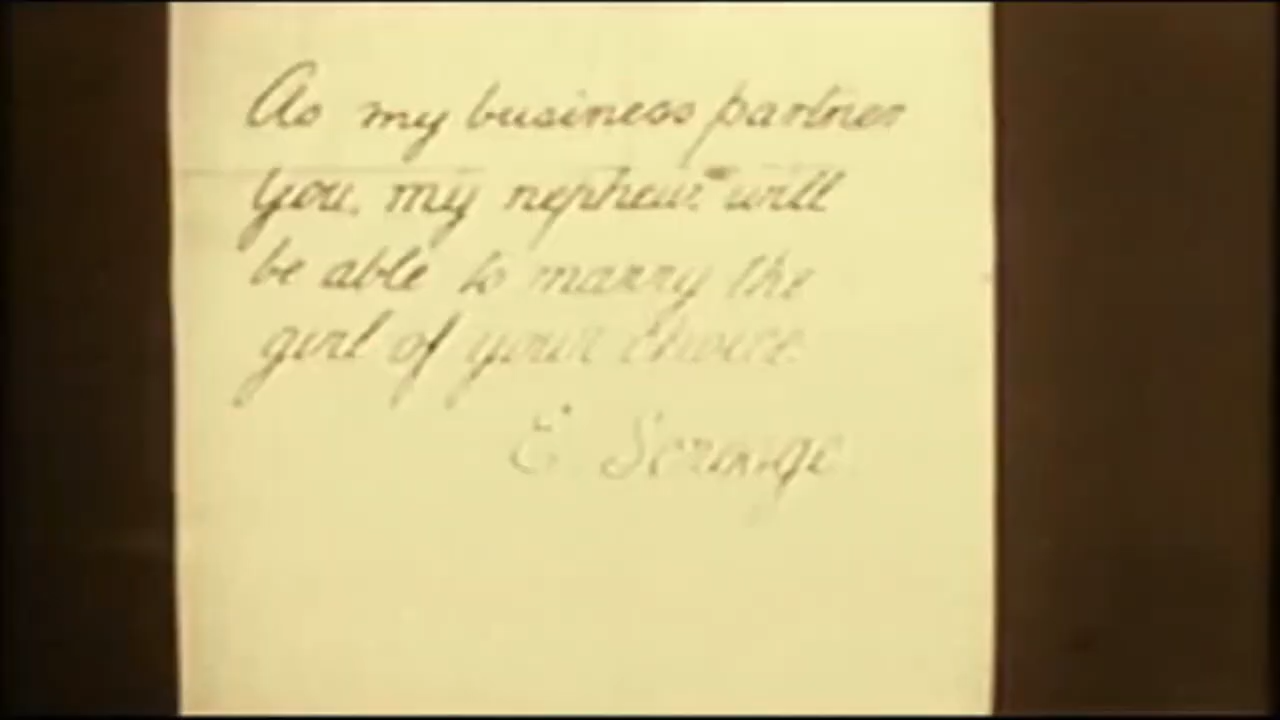 As my business partner
you, my nephew, will
be able to marry the
girl of your choice.
E. Scrooge.